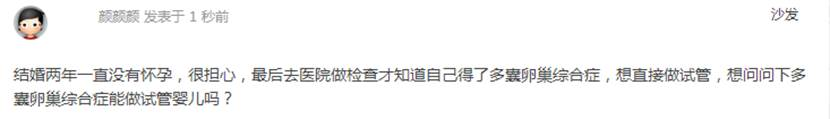 颜颜颜 发表于 1 秒前
沙发
结婚两年一直没有怀孕，很担心，最后去医院做检查才知道自己得了多囊卵巢综合症，想直接做试管，想问问下多
囊卵巢综合症能做试管婴儿吗？